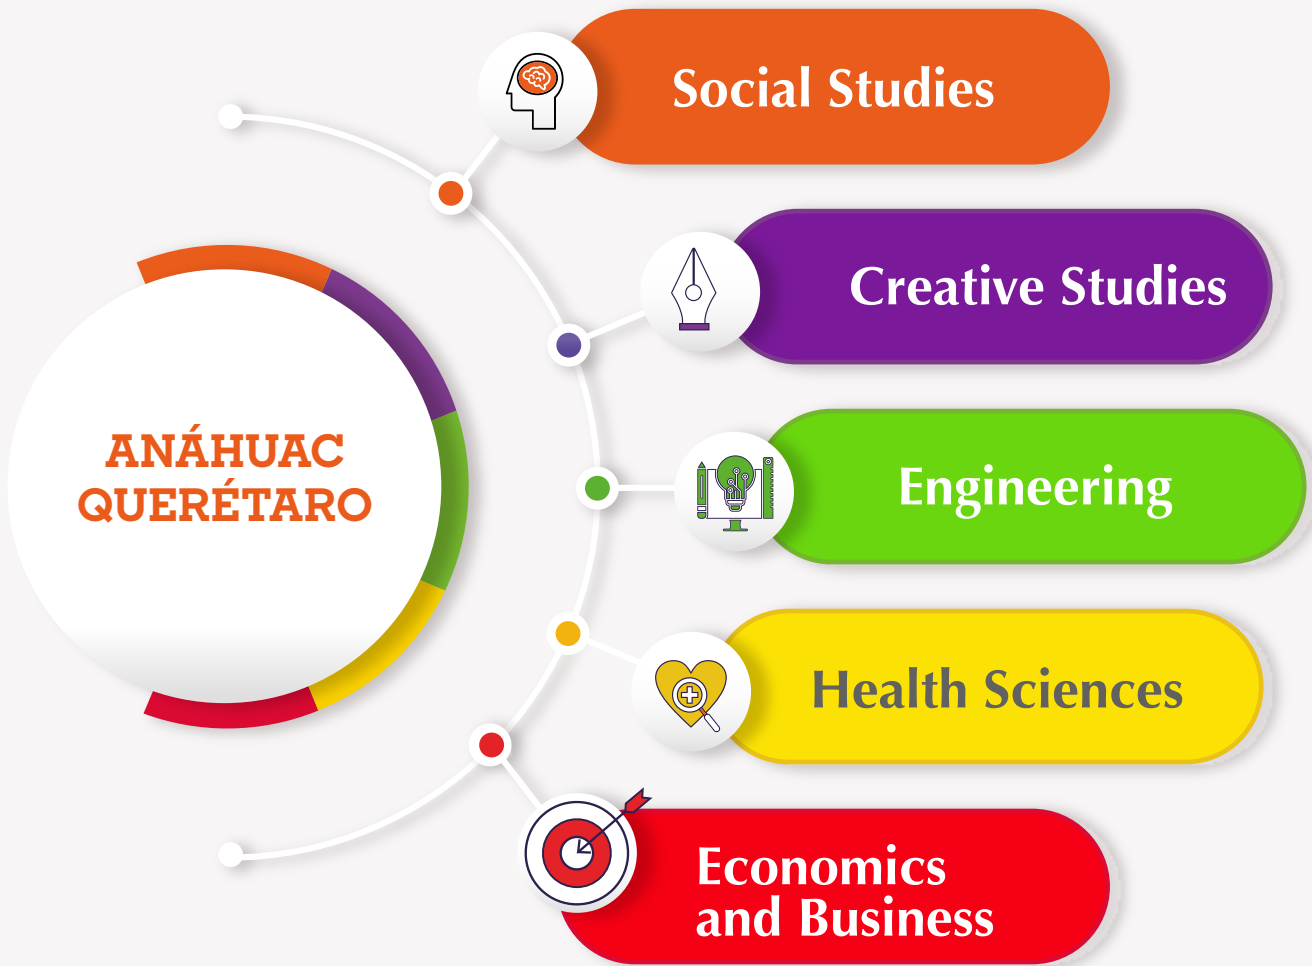 Social Studies
Creative Studies
ANÁHUAC
QUERÉTARO
Engineering
Health Sciences
Economics
and Business